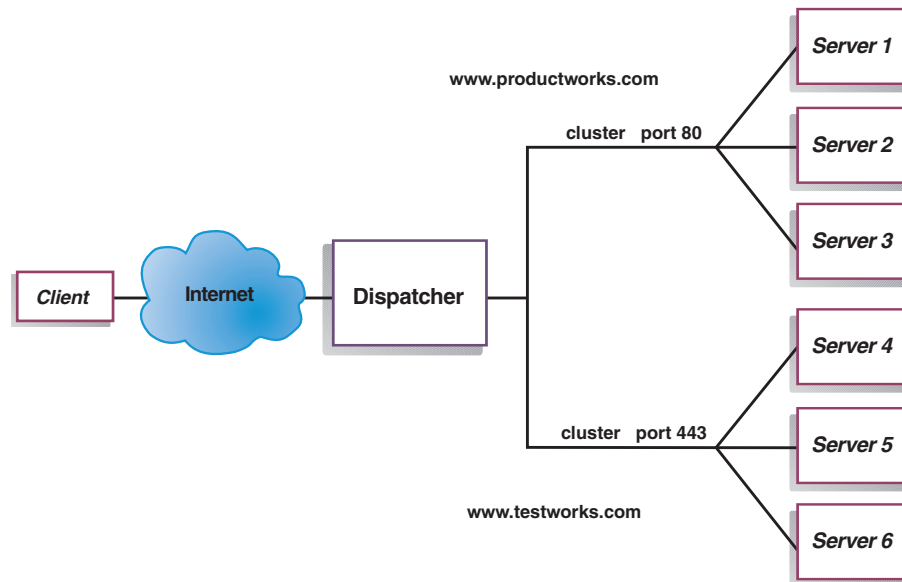 Server 1
www.productworks.com
cluster port 80
Server 2
Server 3
Client
Internet
Dispatcher
Server 4
cluster port 443
Server 5
www.testworks.com
Server 6